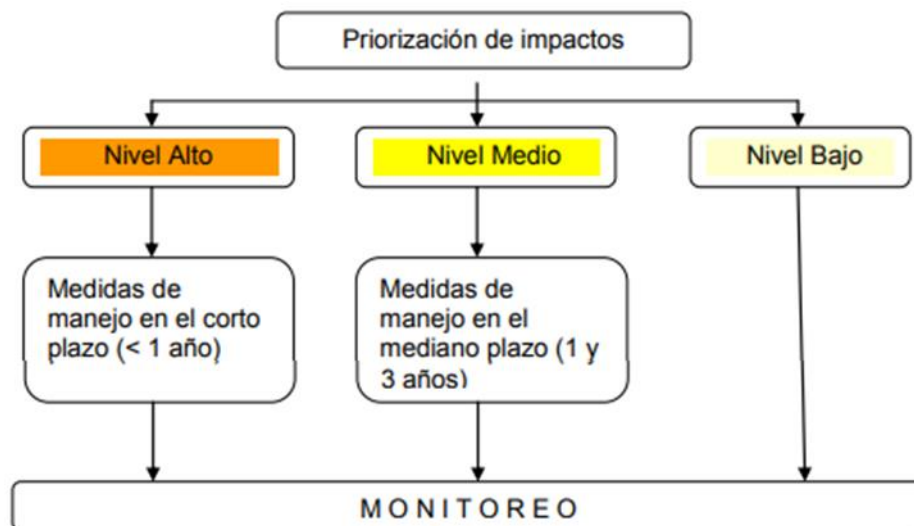 Priorización de impactos
Nivel Alto
Nivel Medio
Nivel Bajo
Medidas de
manejo en el corto
plazo (< 1 año)
Medidas de
manejo en el
mediano plazo (1 y
3 años)
MONITOREO